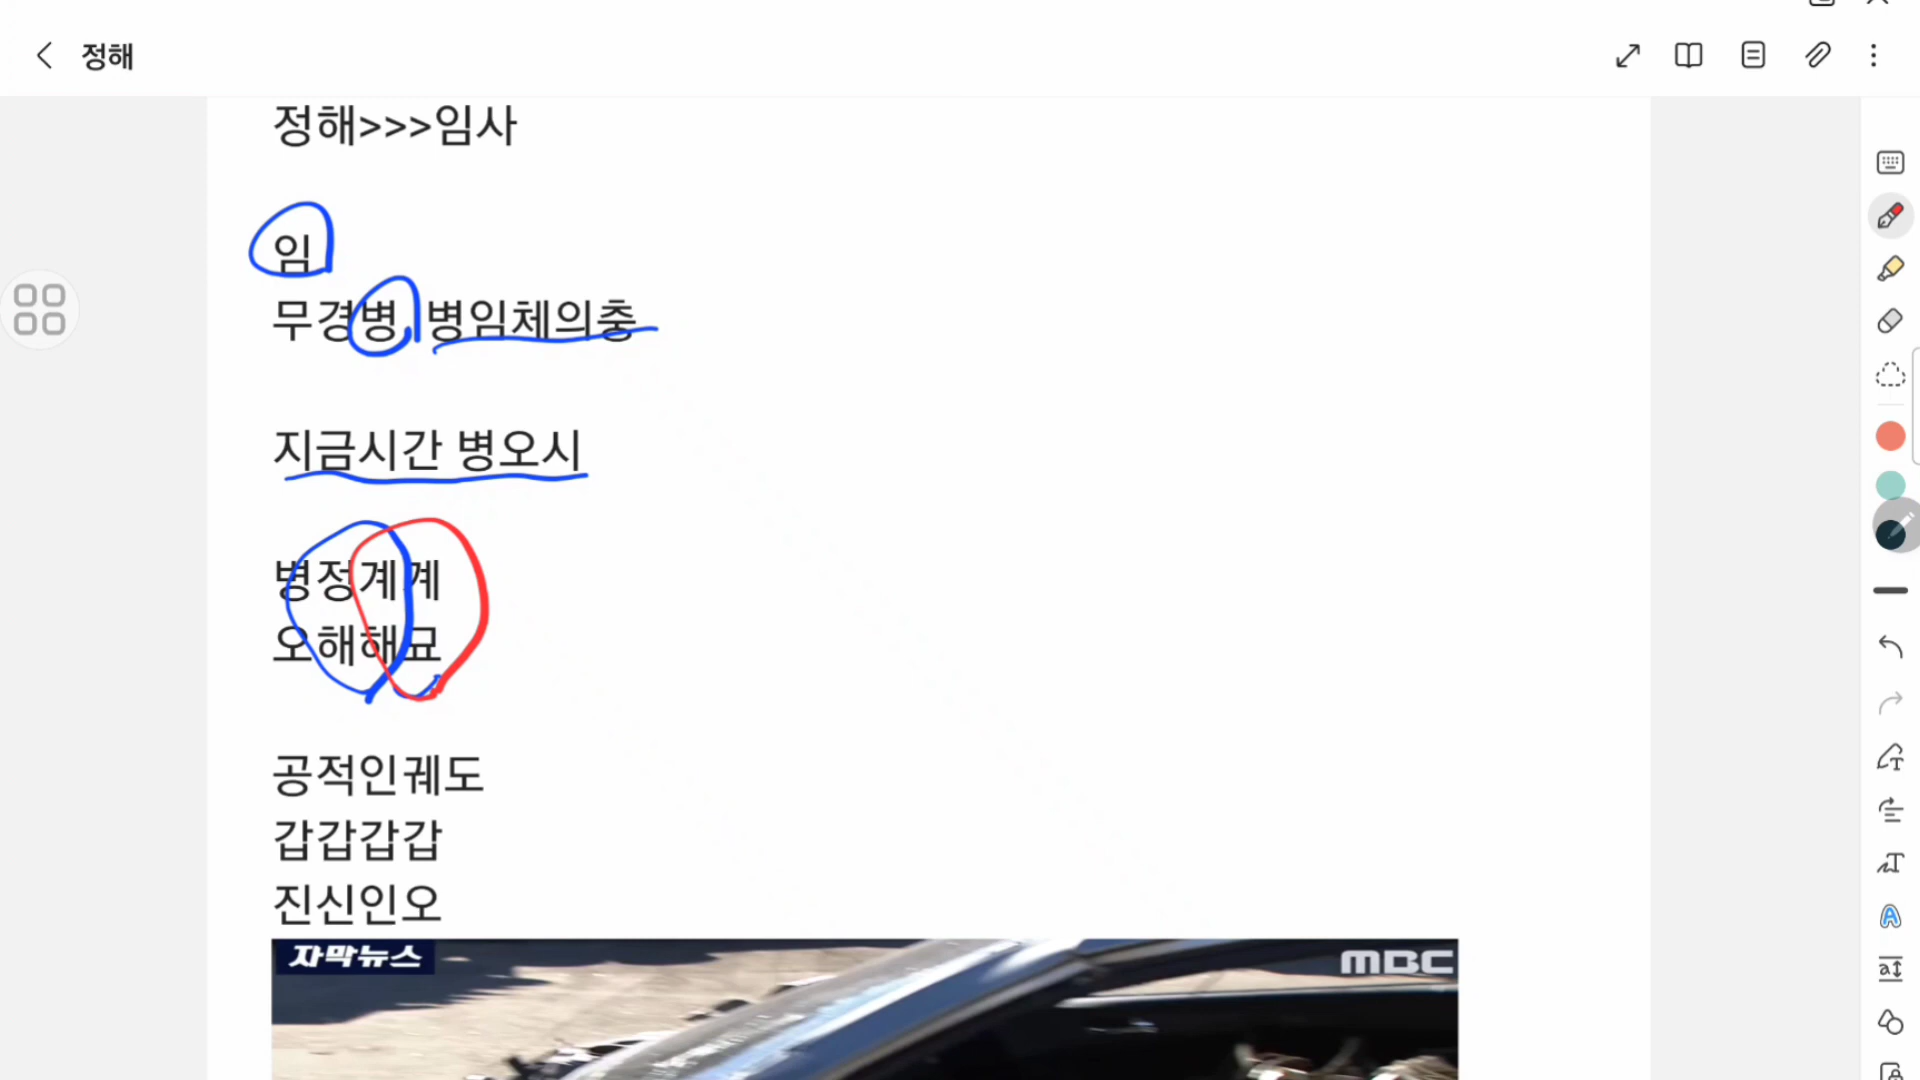 정해
정해>>>임사
임
무경병, 병임체의충
지금시간 병오시
병정계계
오해해묘
공적인궤도
갑갑갑갑
진신인오
자막뉴스
MBC